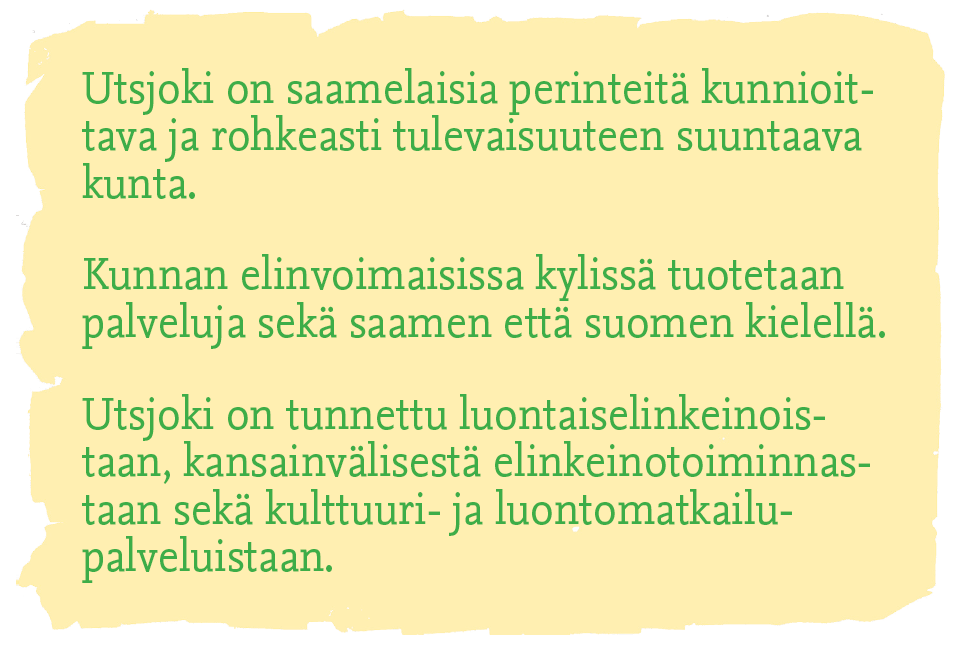 Utsjoki on saamelaisia perinteitä kunnioit-
tava ja rohkeasti tulevaisuuteen suuntaava
kunta.
Kunnan elinvoimaisissa kylissä tuotetaan
palveluja sekä saamen että suomen kielellä.
Utsjoki on tunnettu luontaiselinkeinois-
taan, kansainvälisestä elinkeinotoiminnas-
taan sekä kulttuuri- ja luontomatkailu-
palveluistaan.